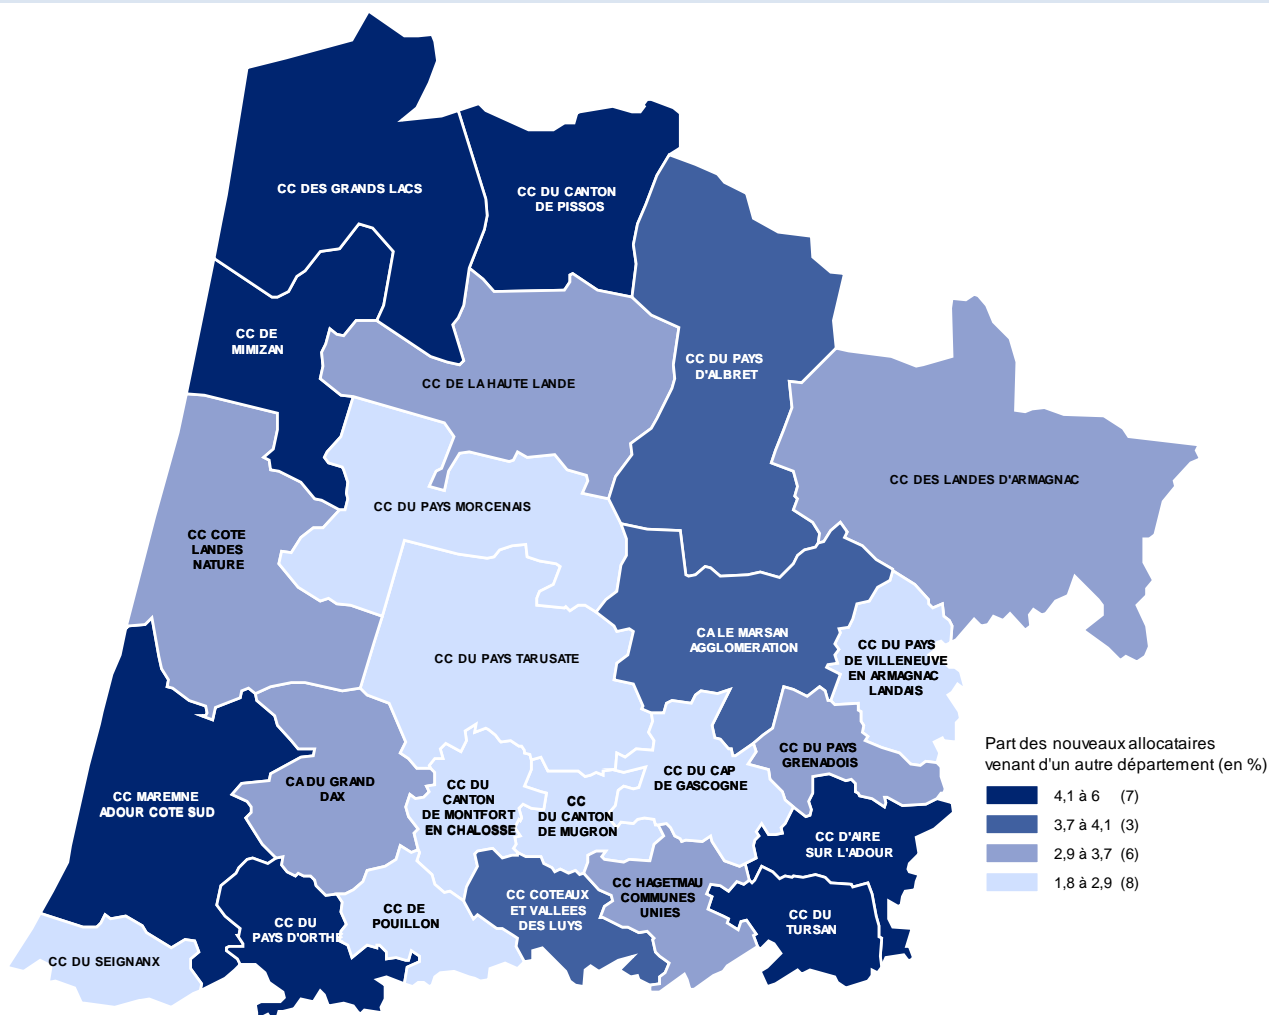 CC DES GRANDS LACS
CC DU CANTON
DE PISSOS
CC DE
MIMIZAN
CC DU PAYS
D'ALBRET
CC DE LA HAUTE LANDE
CC DES LANDES D'ARMAGNAC
CC DU PAYS MORCENAIS
CC COTE
LANDES
NATURE
CA LE MARSAN
AGGLOMERATION
CC DU PAYS
DE VILLENEUVE
EN ARMAGNAC
LANDAIS
CC DU PAYS TARUSATE
CC DU PAYS
GRENADOIS
CC DU CAP
DE GASCOGNE
CA DU GRAND
DAX
CC DU
CANTON
DE MONTFORT
EN CHALOSSE
CC
DU CANTON
DE MUGRON
CC MAREMNE
ADOUR COTE SUD
CC D'AIRE
SUR L'ADOUR
CC HAGETMAU
COMMUNES
UNIES
CC COTEAUX
ET VALLEES
DES LUYS
CC DE
POUILLON
CC DU
PAYS D'ORTHE
CC DU
TURSAN
CC DU SEIGNANX
Part des nouveaux allocataires
venant d'un autre département (en %)
4,1 à 6 (7)
3,7 à 4,1 (3)
2,9 à 3,7 (6)
1,8 à 2,9 (8)